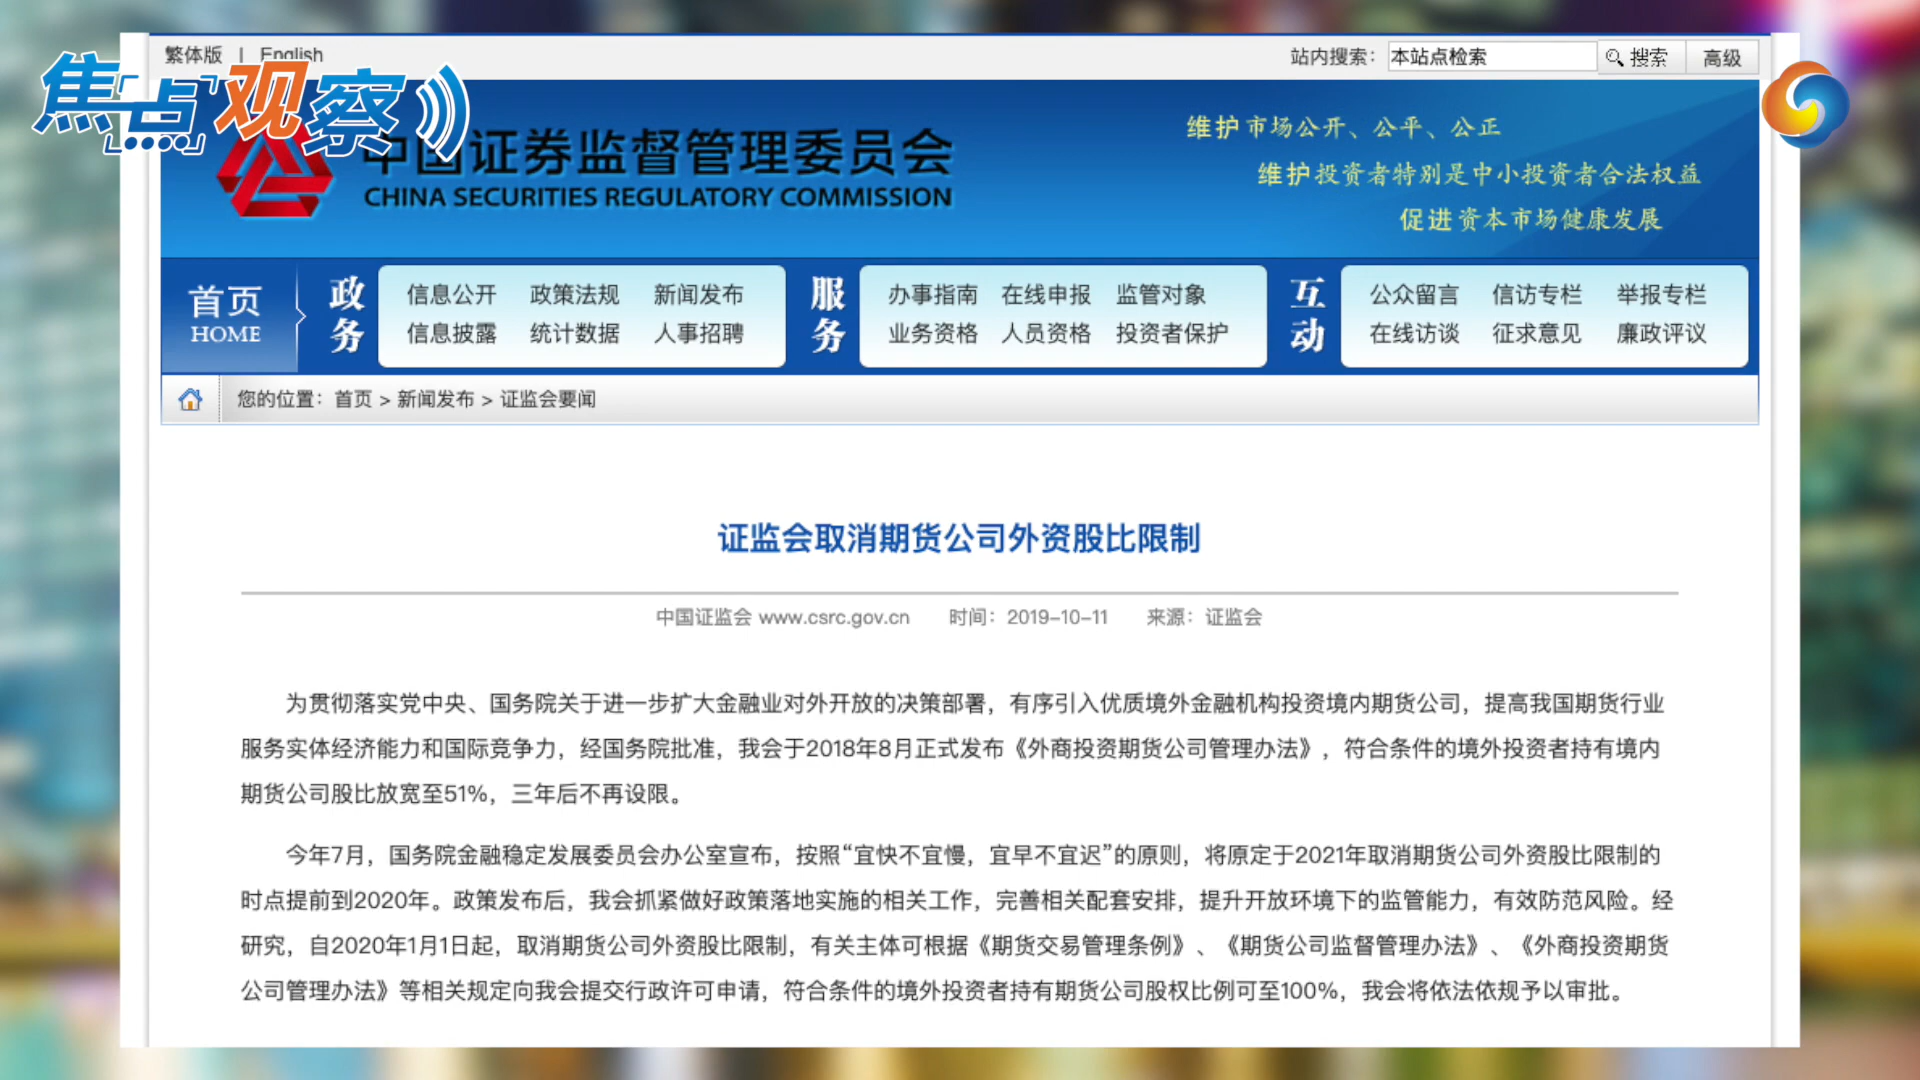 繁体版 | English
站内搜索： 本站点检索 搜索 高级
焦点观察
中国证券监督管理委员会
CHINA SECURITIES REGULATORY COMMISSION
维护市场公开、公平、公正
维护投资者特别是中小投资者合法权益
促进资本市场健康发展
首页
HOME
政务
信息公开 政策法规 新闻发布
信息披露 统计数据 人事招聘
服务
办事指南 在线申报 监管对象
业务资格 人员资格 投资者保护
互动
公众留言 信访专栏 举报专栏
在线访谈 征求意见 廉政评议
您的位置： 首页 > 新闻发布 > 证监会要闻
证监会取消期货公司外资股比限制
中国证监会 www.csrc.gov.cn 时间：2019-10-11 来源：证监会
为贯彻落实党中央、国务院关于进一步扩大金融业对外开放的决策部署，有序引入优质境外金融机构投资境内期货公司，提高我国期货行业
服务实体经济能力和国际竞争力，经国务院批准，我会于2018年8月正式发布《外商投资期货公司管理办法》，符合条件的境外投资者持有境内
期货公司股比放宽至51%，三年后不再设限。
今年7月，国务院金融稳定发展委员会办公室宣布，按照“宜快不宜慢，宜早不宜迟”的原则，将原定于2021年取消期货公司外资股比限制的
时点提前到2020年。政策发布后，我会抓紧做好政策落地实施的相关工作，完善相关配套安排，提升开放环境下的监管能力，有效防范风险。经
研究，自2020年1月1日起，取消期货公司外资股比限制，有关主体可根据《期货交易管理条例》、《期货公司监督管理办法》、《外商投资期货
公司管理办法》等相关规定向我会提交行政许可申请，符合条件的境外投资者持有期货公司股权比例可至100%，我会将依法依规予以审批。